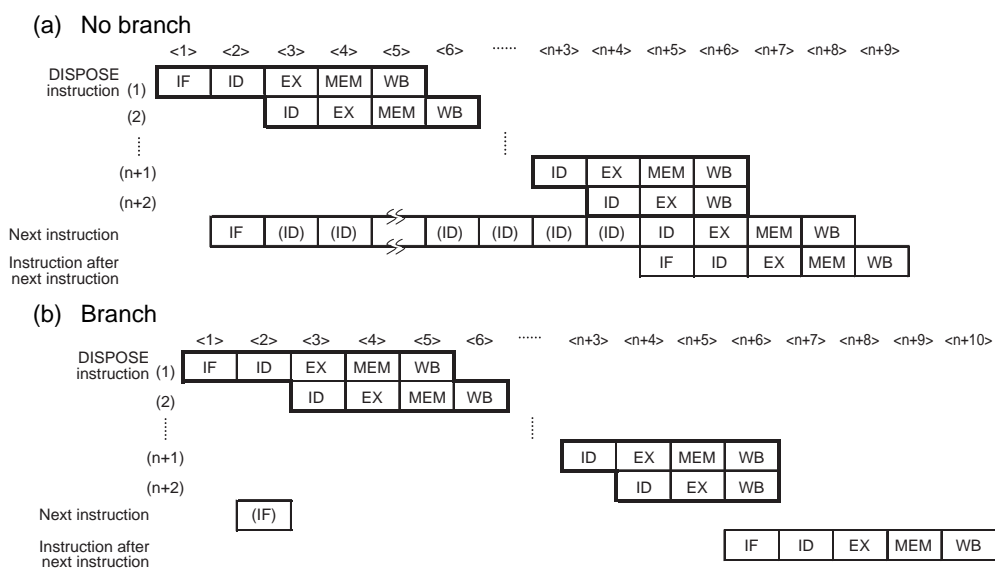 (a) No branch
<1> <2> <3> <4> <5> <6> ...... <n+3> <n+4> <n+5> <n+6> <n+7> <n+8> <n+9>
DISPOSE
instruction (1) IF ID EX MEM WB
(2) ID EX MEM WB
(n+1) ID EX MEM WB
(n+2) ID EX WB
Next instruction IF (ID) (ID) (ID) (ID) (ID) (ID) ID EX MEM WB
Instruction after
next instruction IF ID EX MEM WB
(b) Branch
<1> <2> <3> <4> <5> <6> ...... <n+3> <n+4> <n+5> <n+6> <n+7> <n+8> <n+9> <n+10>
DISPOSE
instruction (1) IF ID EX MEM WB
(2) ID EX MEM WB
(n+1) ID EX MEM WB
(n+2) ID EX WB
Next instruction (IF)
Instruction after
next instruction IF ID EX MEM WB